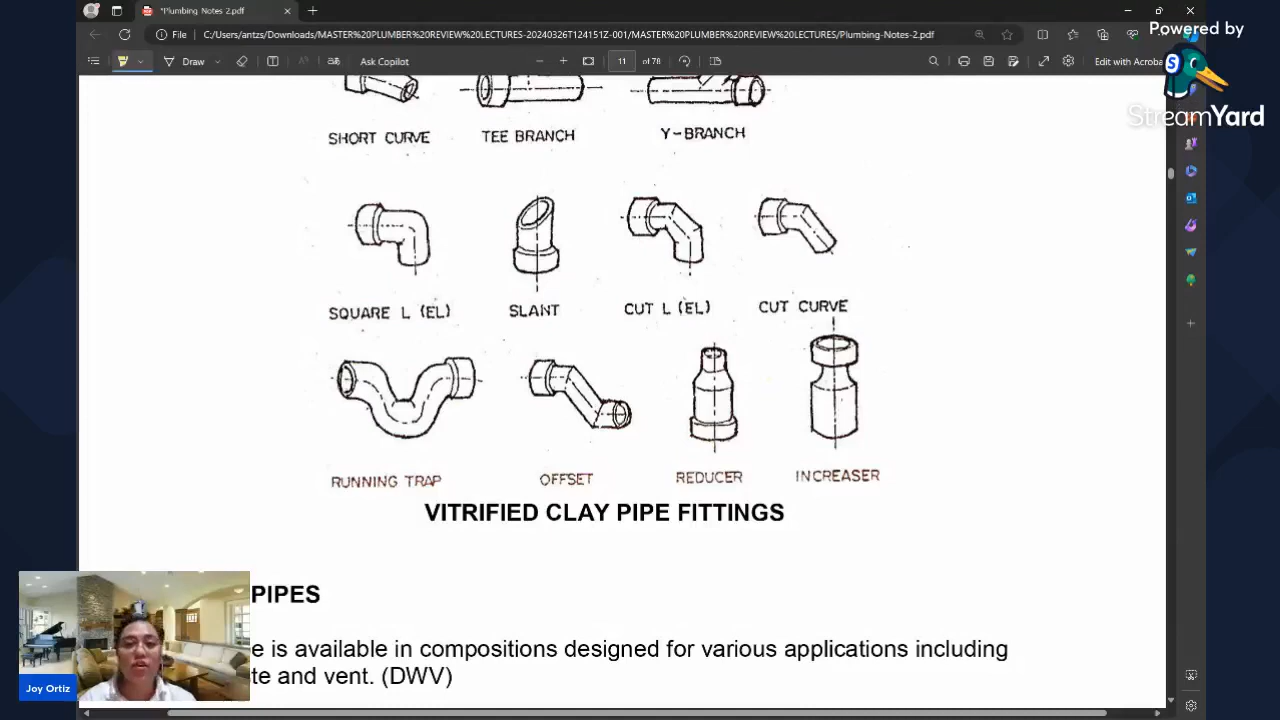 *Plumbing Notes 2.pdf
Powered by
File
C:/Users/antzs/Downloads/MASTER%20PLUMBER%20REVIEW%20LECTURES-20240326T124151Z-001/MASTER%20PLUMBER%20REVIEW%20LECTURES/Plumbing-Notes-2.pdf
Draw
Ask Copilot
11 of 78
Edit with Acroba
StreamYard
SHORT CURVE TEE BRANCH Y-BRANCH
SQUARE L (EL) SLANT CUT L (EL) CUT CURVE
RUNNING TRAP OFFSET REDUCER INCREASER
VITRIFIED CLAY PIPE FITTINGS
PIPES
e is available in compositions designed for various applications including
te and vent. (DWV)
Joy Ortiz